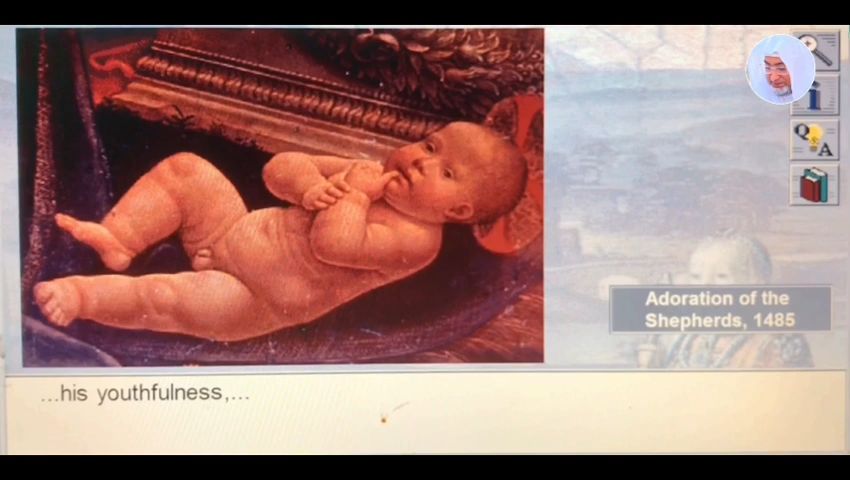 Q
&
A
i
Adoration of the
Shepherds, 1485
...his youthfulness,...